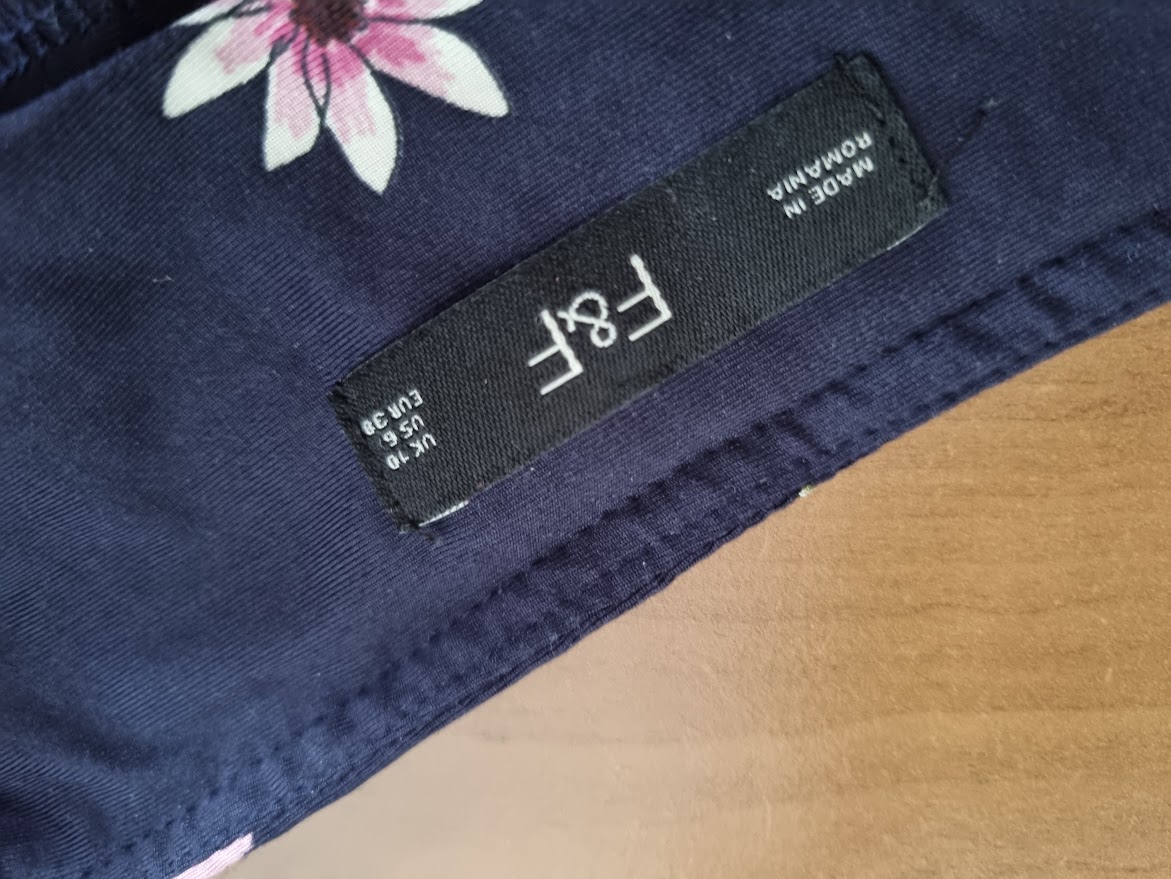 MADE IN
ROMANIA
F&F
UK 10
US 6
EUR 38